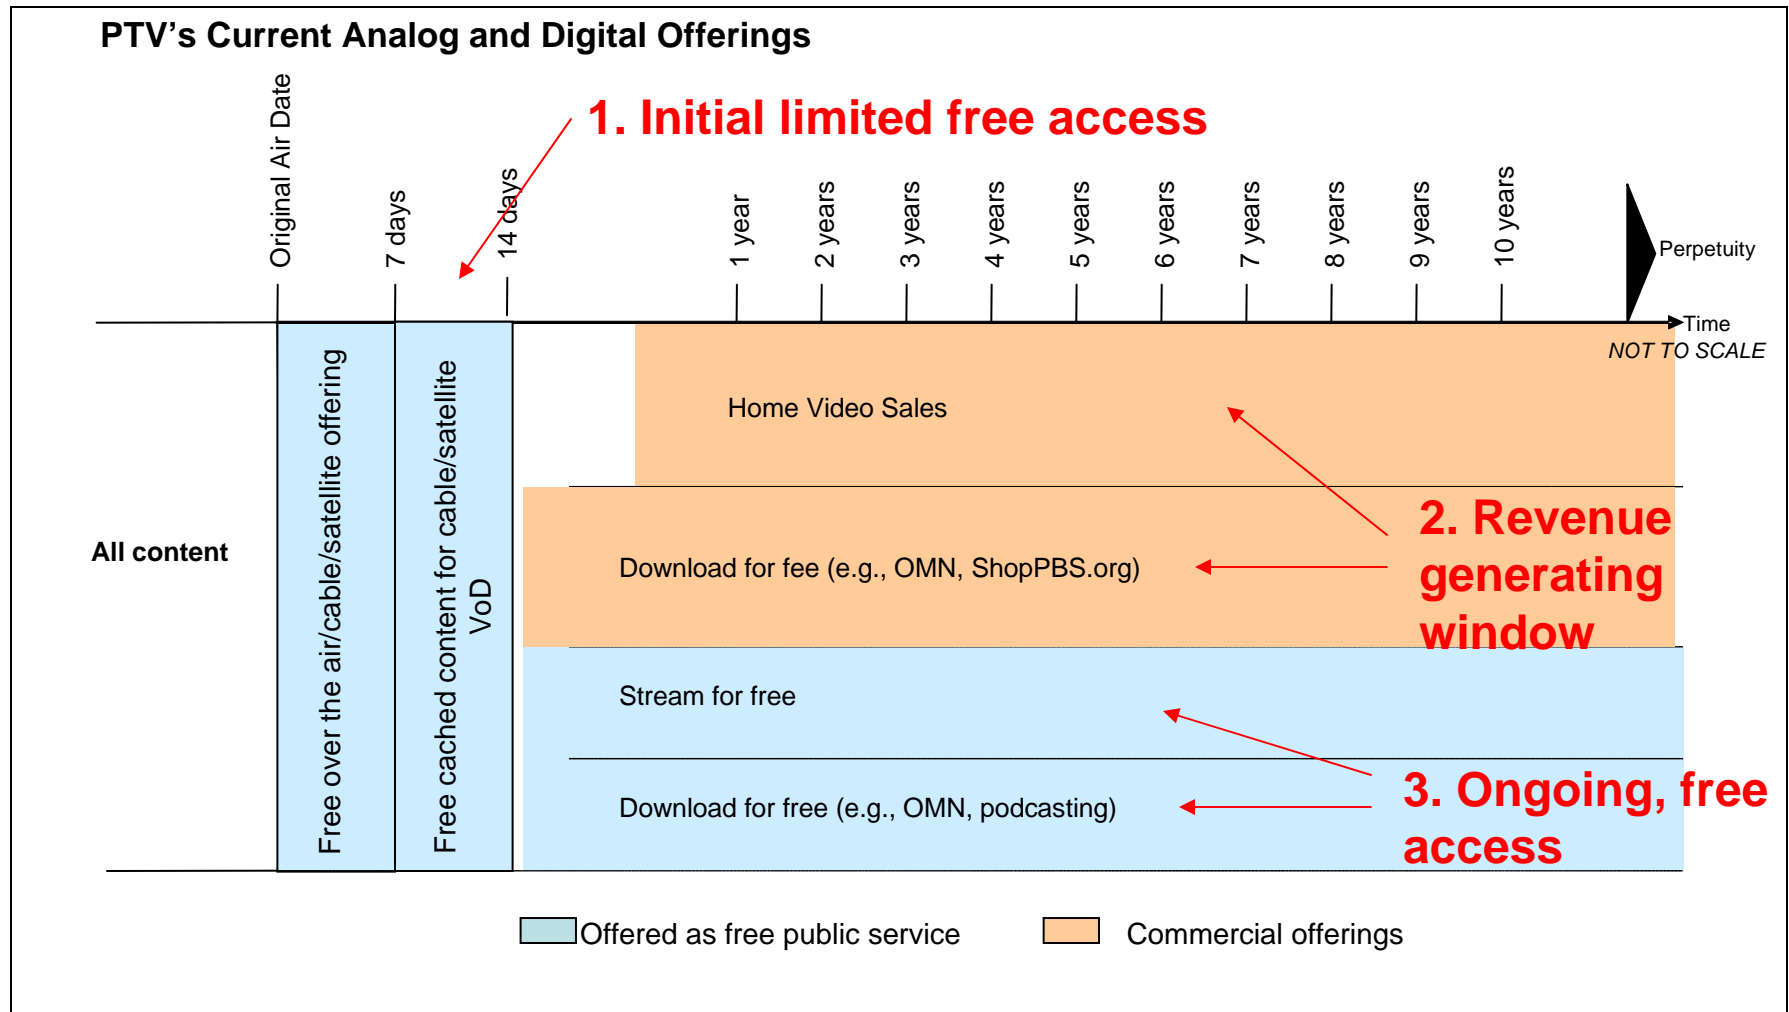 PTV’s Current Analog and Digital Offerings
1. Initial limited free access
Original Air Date
7 days
14 days
1 year
2 years
3 years
4 years
5 years
6 years
7 years
8 years
9 years
10 years
Perpetuity
Time
NOT TO SCALE
All content
Free over the air/cable/satellite offering
Free cached content for cable/satellite
VoD
Home Video Sales
Download for fee (e.g., OMN, ShopPBS.org)
2. Revenue
generating
window
Stream for free
Download for free (e.g., OMN, podcasting)
3. Ongoing, free
access
Offered as free public service
Commercial offerings